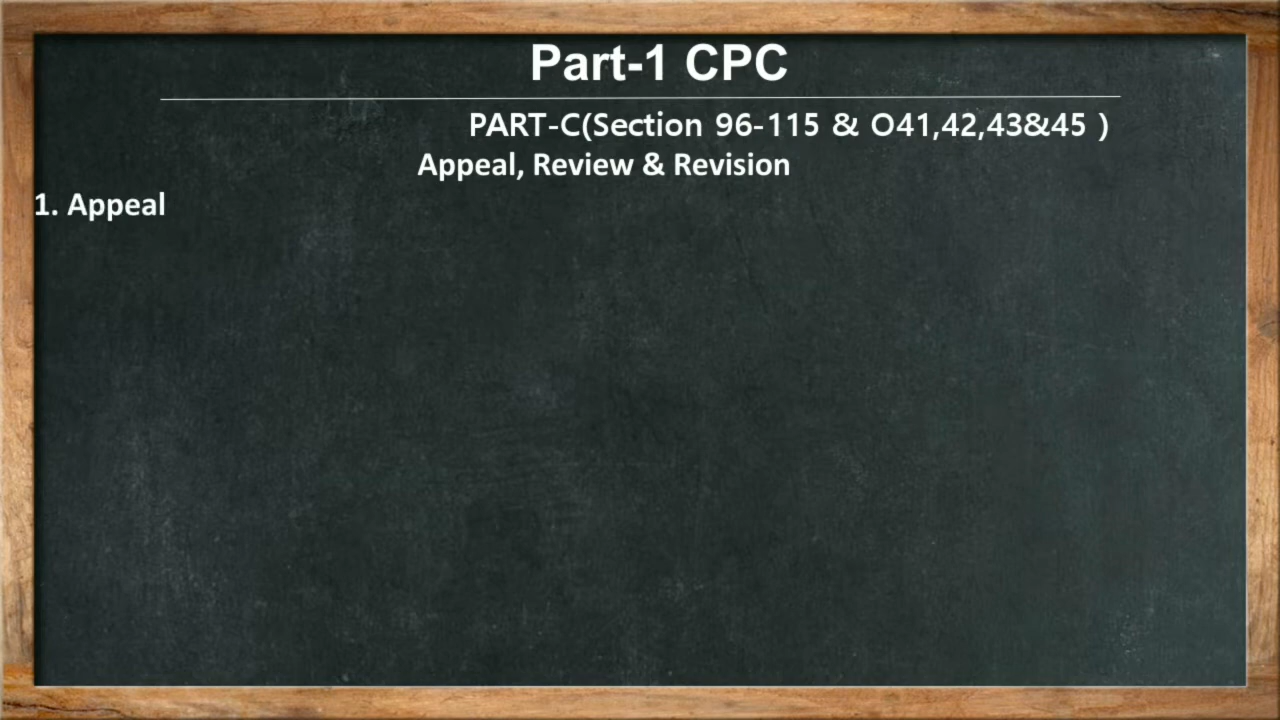 Part-1 CPC
PART-C(Section 96-115 & O41,42,43&45 )
Appeal, Review & Revision
1. Appeal